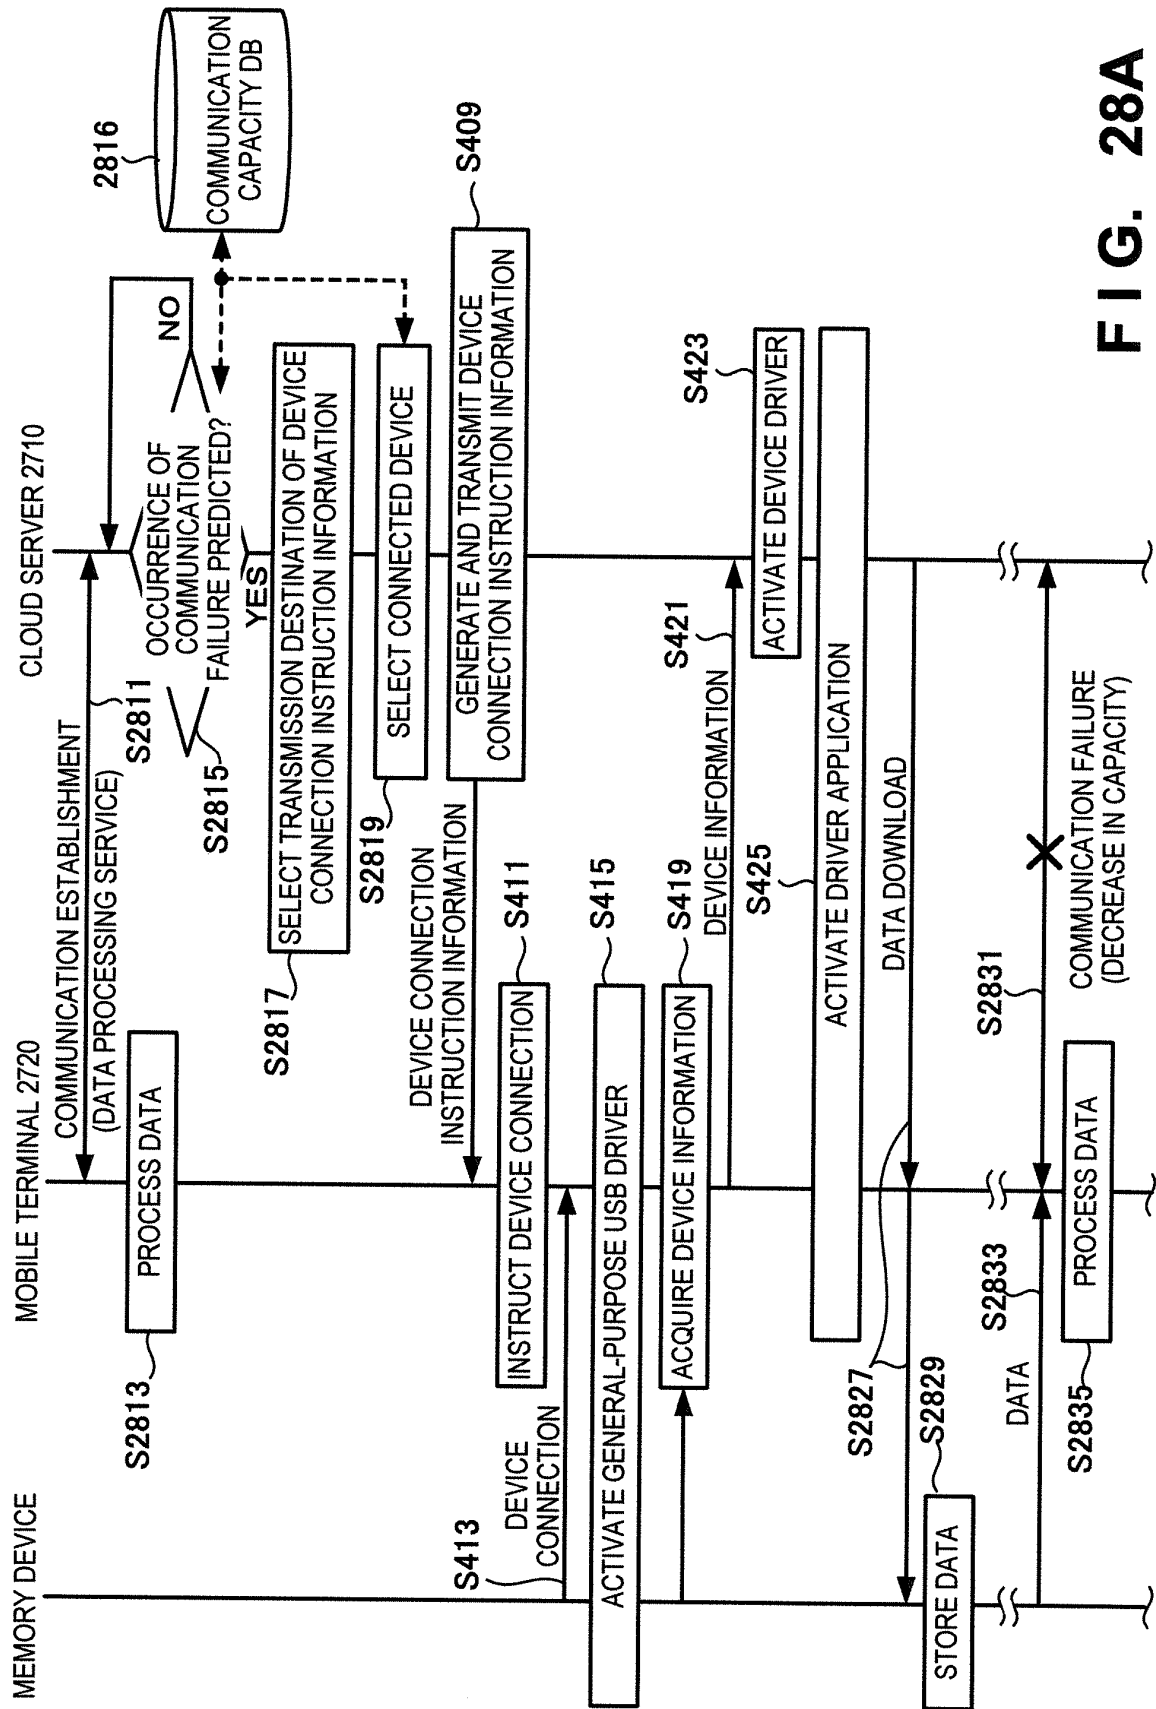 MEMORY DEVICE
MOBILE TERMINAL 2720
CLOUD SERVER 2710
COMMUNICATION ESTABLISHMENT
(DATA PROCESSING SERVICE)
S2811
S2813
PROCESS DATA
S2815
OCCURRENCE OF
COMMUNICATION
FAILURE PREDICTED?
NO
YES
2816
COMMUNICATION
CAPACITY DB
S2817
SELECT TRANSMISSION DESTINATION OF DEVICE
CONNECTION INSTRUCTION INFORMATION
S2819
SELECT CONNECTED DEVICE
S409
GENERATE AND TRANSMIT DEVICE
CONNECTION INSTRUCTION INFORMATION
DEVICE CONNECTION
INSTRUCTION INFORMATION
S411
INSTRUCT DEVICE CONNECTION
S413
DEVICE
CONNECTION
S415
ACTIVATE GENERAL-PURPOSE USB DRIVER
S419
ACQUIRE DEVICE INFORMATION
DEVICE INFORMATION
S421
S423
ACTIVATE DEVICE DRIVER
S425
ACTIVATE DRIVER APPLICATION
DATA DOWNLOAD
S2827
S2829
STORE DATA
S2831
COMMUNICATION FAILURE
(DECREASE IN CAPACITY)
DATA
S2833
S2835
PROCESS DATA
FIG. 28A